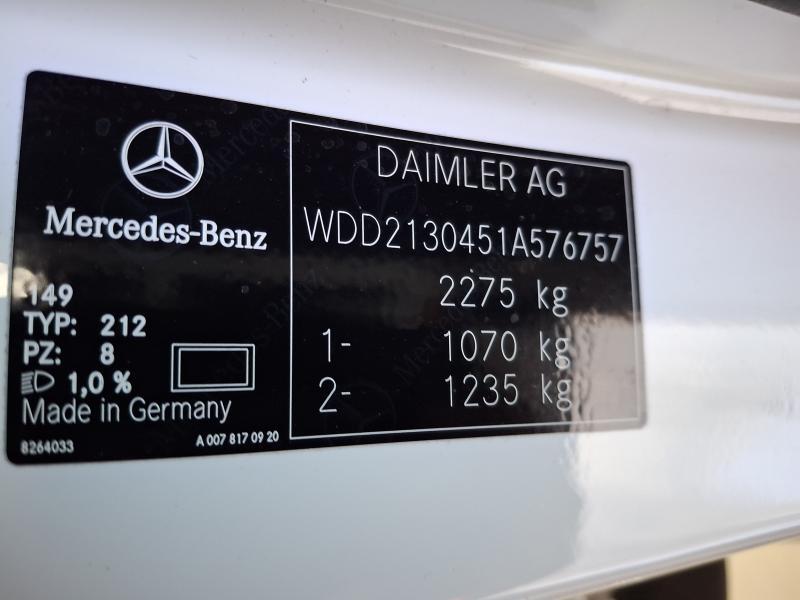 Mercedes-Benz
149
TYP: 212
PZ: 8
1,0 %
Made in Germany
8264033
A 007 817 09 20
DAIMLER AG
WDD2130451A576757
2275 kg
1- 1070 kg
2- 1235 kg